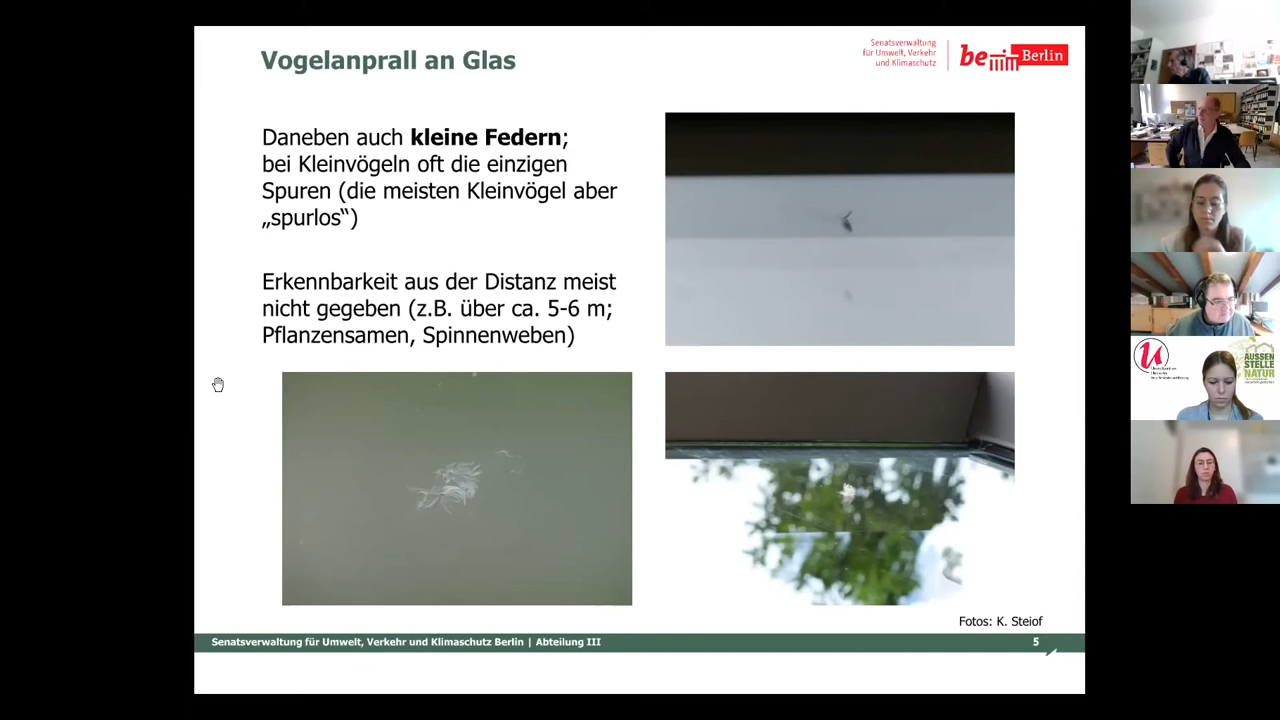 Vogelanprall an Glas
Senatsverwaltung
für Umwelt, Verkehr
und Klimaschutz
be Berlin
Daneben auch kleine Federn;
bei Kleinvögeln oft die einzigen
Spuren (die meisten Kleinvögel aber
„spurlos“)
Erkennbarkeit aus der Distanz meist
nicht gegeben (z.B. über ca. 5-6 m;
Pflanzensamen, Spinnenweben)
Fotos: K. Steiof
Senatsverwaltung für Umwelt, Verkehr und Klimaschutz Berlin | Abteilung III
5
u
AUSSEN
STELLE
NATUR